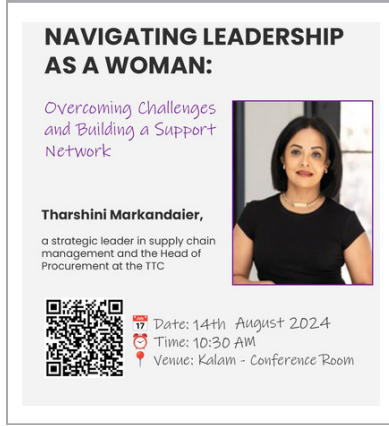 NAVIGATING LEADERSHIP
AS A WOMAN:
Overcoming Challenges
and Building a Support
Network
Tharshini Markandaier,
a strategic leader in supply chain
management and the Head of
Procurement at the TTC
Date: 14th August 2024
Time: 10:30 AM
Venue: Kalam - Conference Room